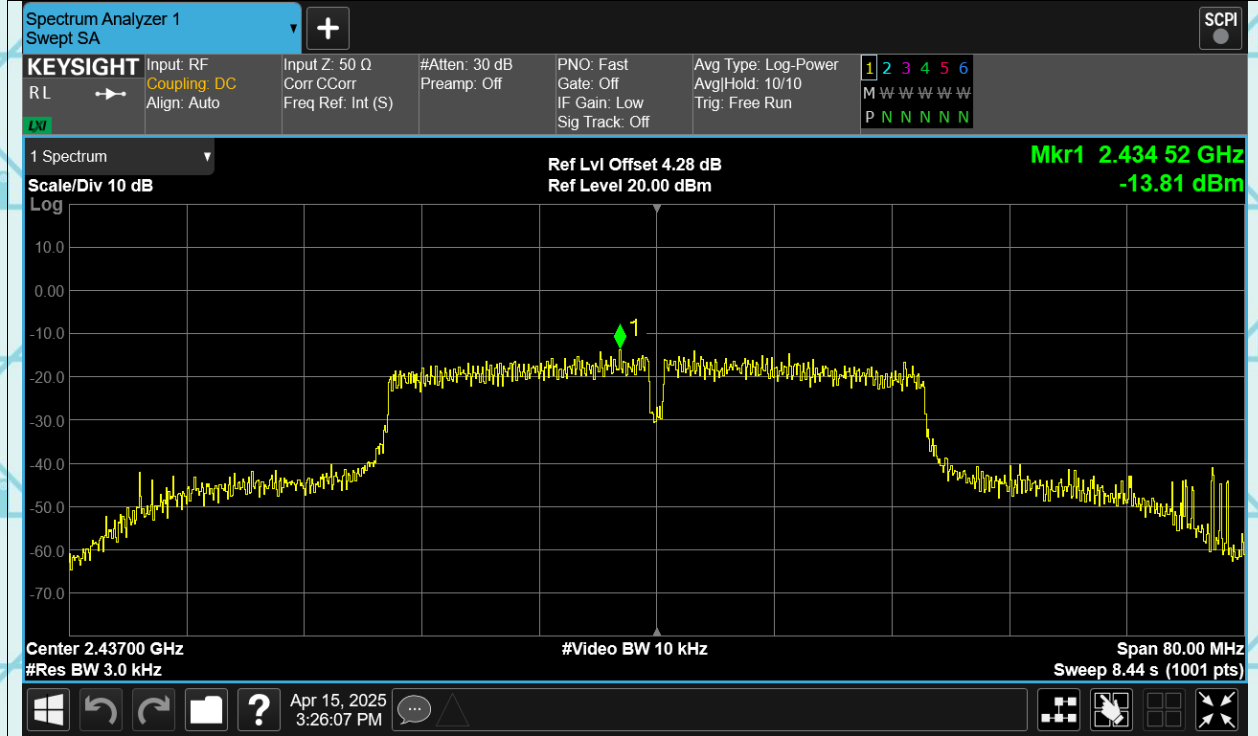 Spectrum Analyzer 1
Swept SA
SCPI
KEYSIGHT
R L
LXI
Input: RF
Coupling: DC
Align: Auto
Input Z: 50 Ω
Corr CCorr
Freq Ref: Int (S)
#Atten: 30 dB
Preamp: Off
PNO: Fast
Gate: Off
IF Gain: Low
Sig Track: Off
Avg Type: Log-Power
Avg|Hold: 10/10
Trig: Free Run
1 2 3 4 5 6
M W W W W W
P N N N N N
1 Spectrum
Scale/Div 10 dB
Log
Ref Lvl Offset 4.28 dB
Ref Level 20.00 dBm
Mkr1 2.434 52 GHz
-13.81 dBm
10.0
0.00
-10.0
-20.0
-30.0
-40.0
-50.0
-60.0
-70.0
1
Center 2.43700 GHz
#Res BW 3.0 kHz
#Video BW 10 kHz
Span 80.00 MHz
Sweep 8.44 s (1001 pts)
?
Apr 15, 2025
3:26:07 PM